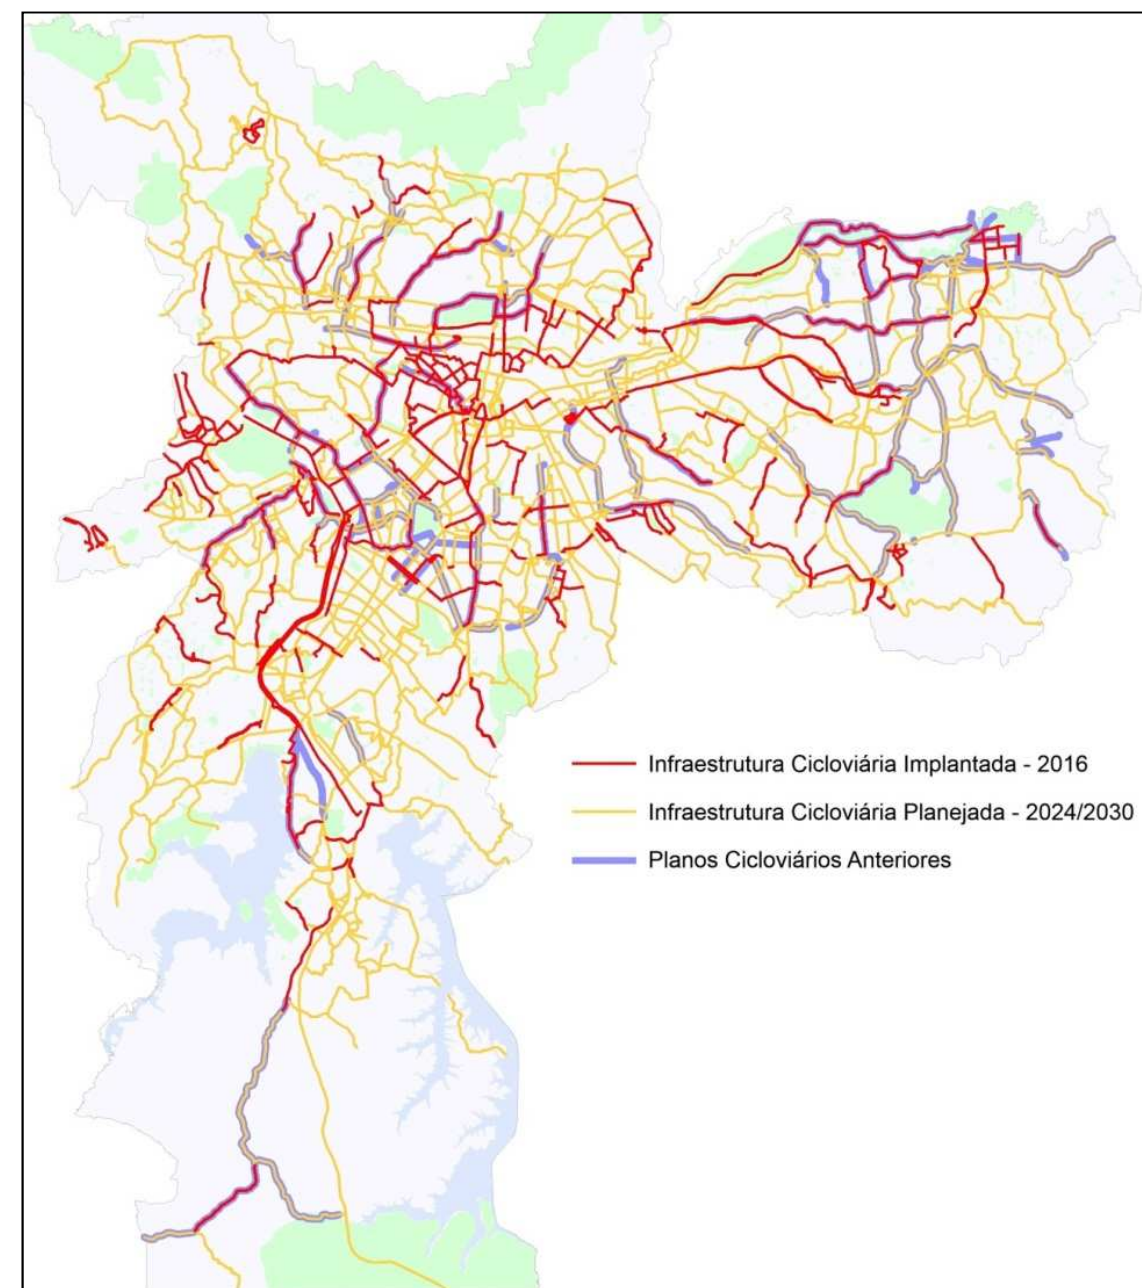 Infraestrutura Cicloviária Implantada - 2016
Infraestrutura Cicloviária Planejada - 2024/2030
Planos Cicloviários Anteriores